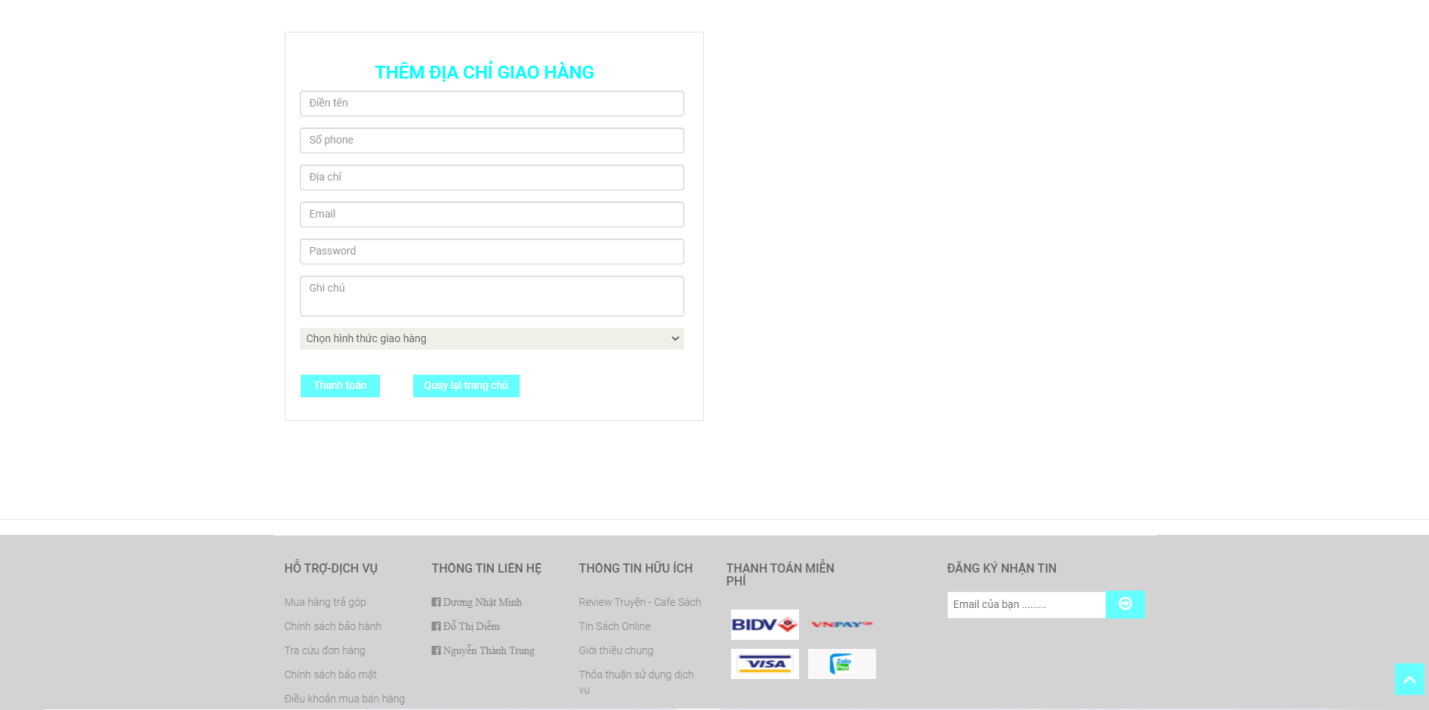 THÊM ĐỊA CHỈ GIAO HÀNG
Điền tên
Số phone
Địa chỉ
Email
Password
Ghi chú
Chọn hình thức giao hàng
Thanh toán
Quay lại trang chủ
HỖ TRỢ-DỊCH VỤ
Mua hàng trả góp
Chính sách bảo hành
Tra cứu đơn hàng
Chính sách bảo mật
Điều khoản mua bán hàng
THÔNG TIN LIÊN HỆ
Dương Nhật Minh
Đỗ Thị Diễm
Nguyễn Thành Trung
THÔNG TIN HỮU ÍCH
Review Truyện - Cafe Sách
Tin Sách Online
Giới thiệu chung
Thỏa thuận sử dụng dịch
vụ
THANH TOÁN MIỄN
PHÍ
BIDV
VNPAY
VISA
Zalo
ĐĂNG KÝ NHẬN TIN
Email của bạn .........